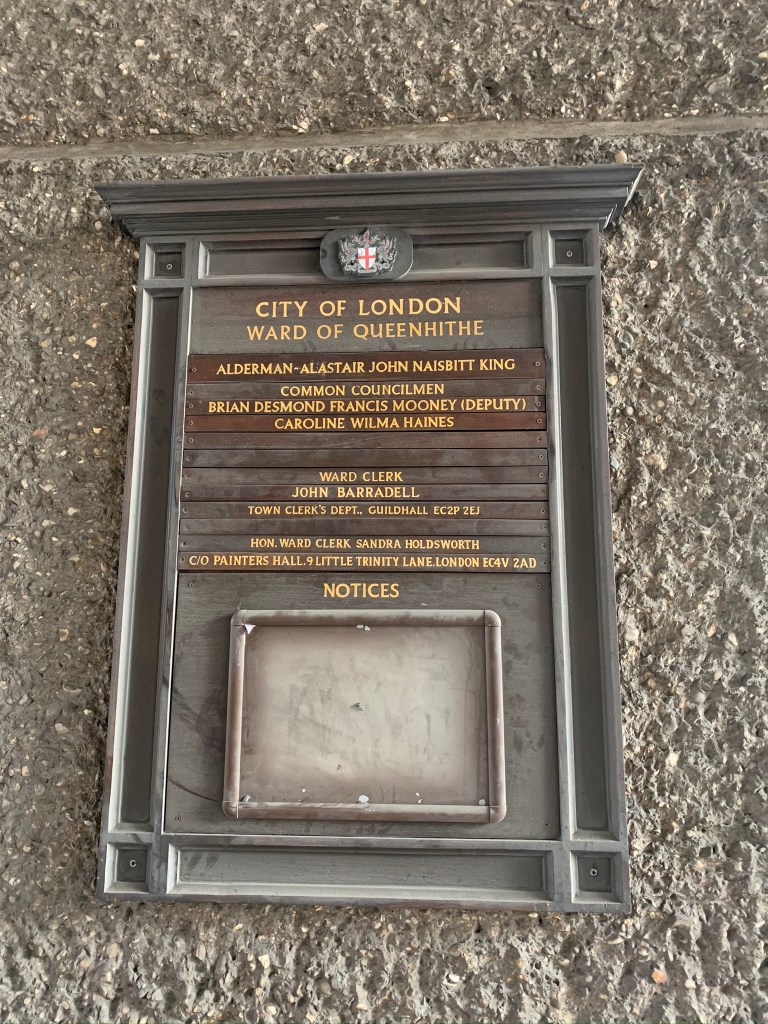 CITY OF LONDON
WARD OF QUEENHITHE
ALDERMAN-ALASTAIR JOHN NAISBITT KING
COMMON COUNCILMEN
BRIAN DESMOND FRANCIS MOONEY (DEPUTY)
CAROLINE WILMA HAINES
WARD CLERK
JOHN BARRADELL
TOWN CLERK'S DEPT., GUILDHALL EC2P 2EJ
HON. WARD CLERK SANDRA HOLDSWORTH
C/O PAINTERS HALL.9 LITTLE TRINITY LANE.LONDON EC4V 2AD
NOTICES